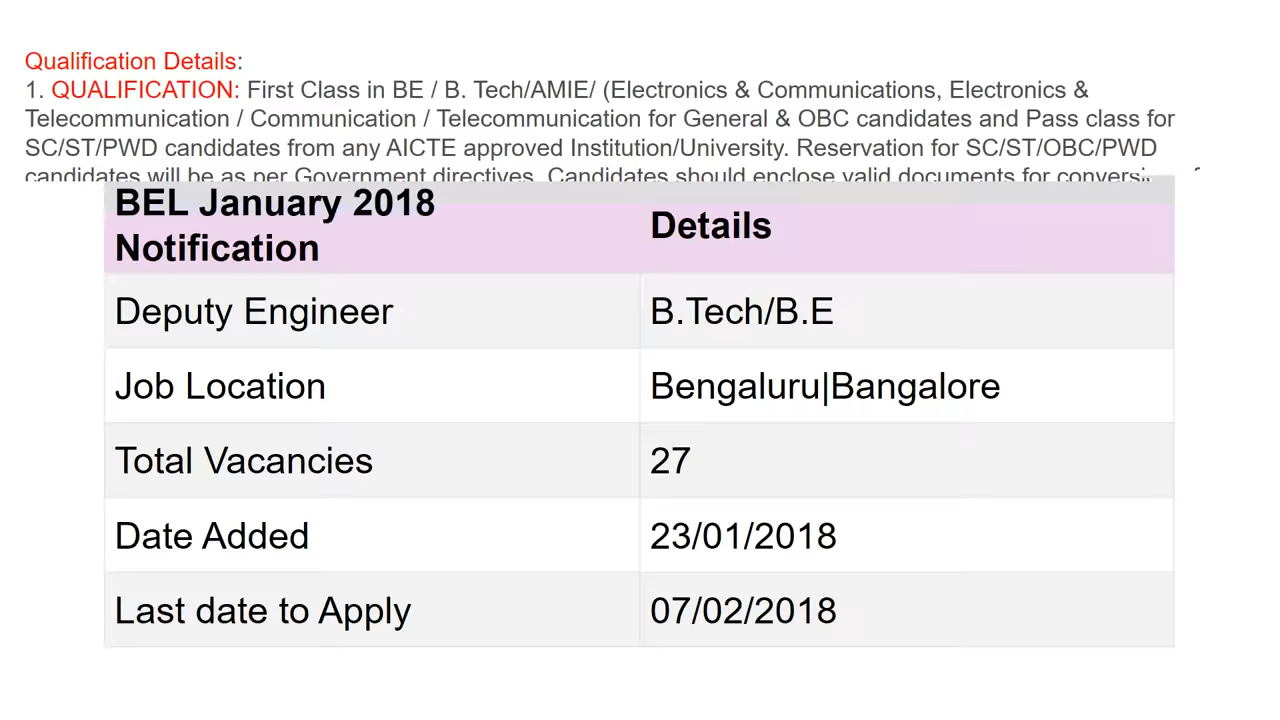 Qualification Details:
1. QUALIFICATION: First Class in BE / B. Tech/AMIE/ (Electronics & Communications, Electronics &
Telecommunication / Communication / Telecommunication for General & OBC candidates and Pass class for
SC/ST/PWD candidates from any AICTE approved Institution/University. Reservation for SC/ST/OBC/PWD
candidates will be as per Government directives. Candidates should enclose valid documents for
BEL January 2018 Details
Notification
Deputy Engineer B.Tech/B.E
Job Location Bengaluru|Bangalore
Total Vacancies 27
Date Added 23/01/2018
Last date to Apply 07/02/2018